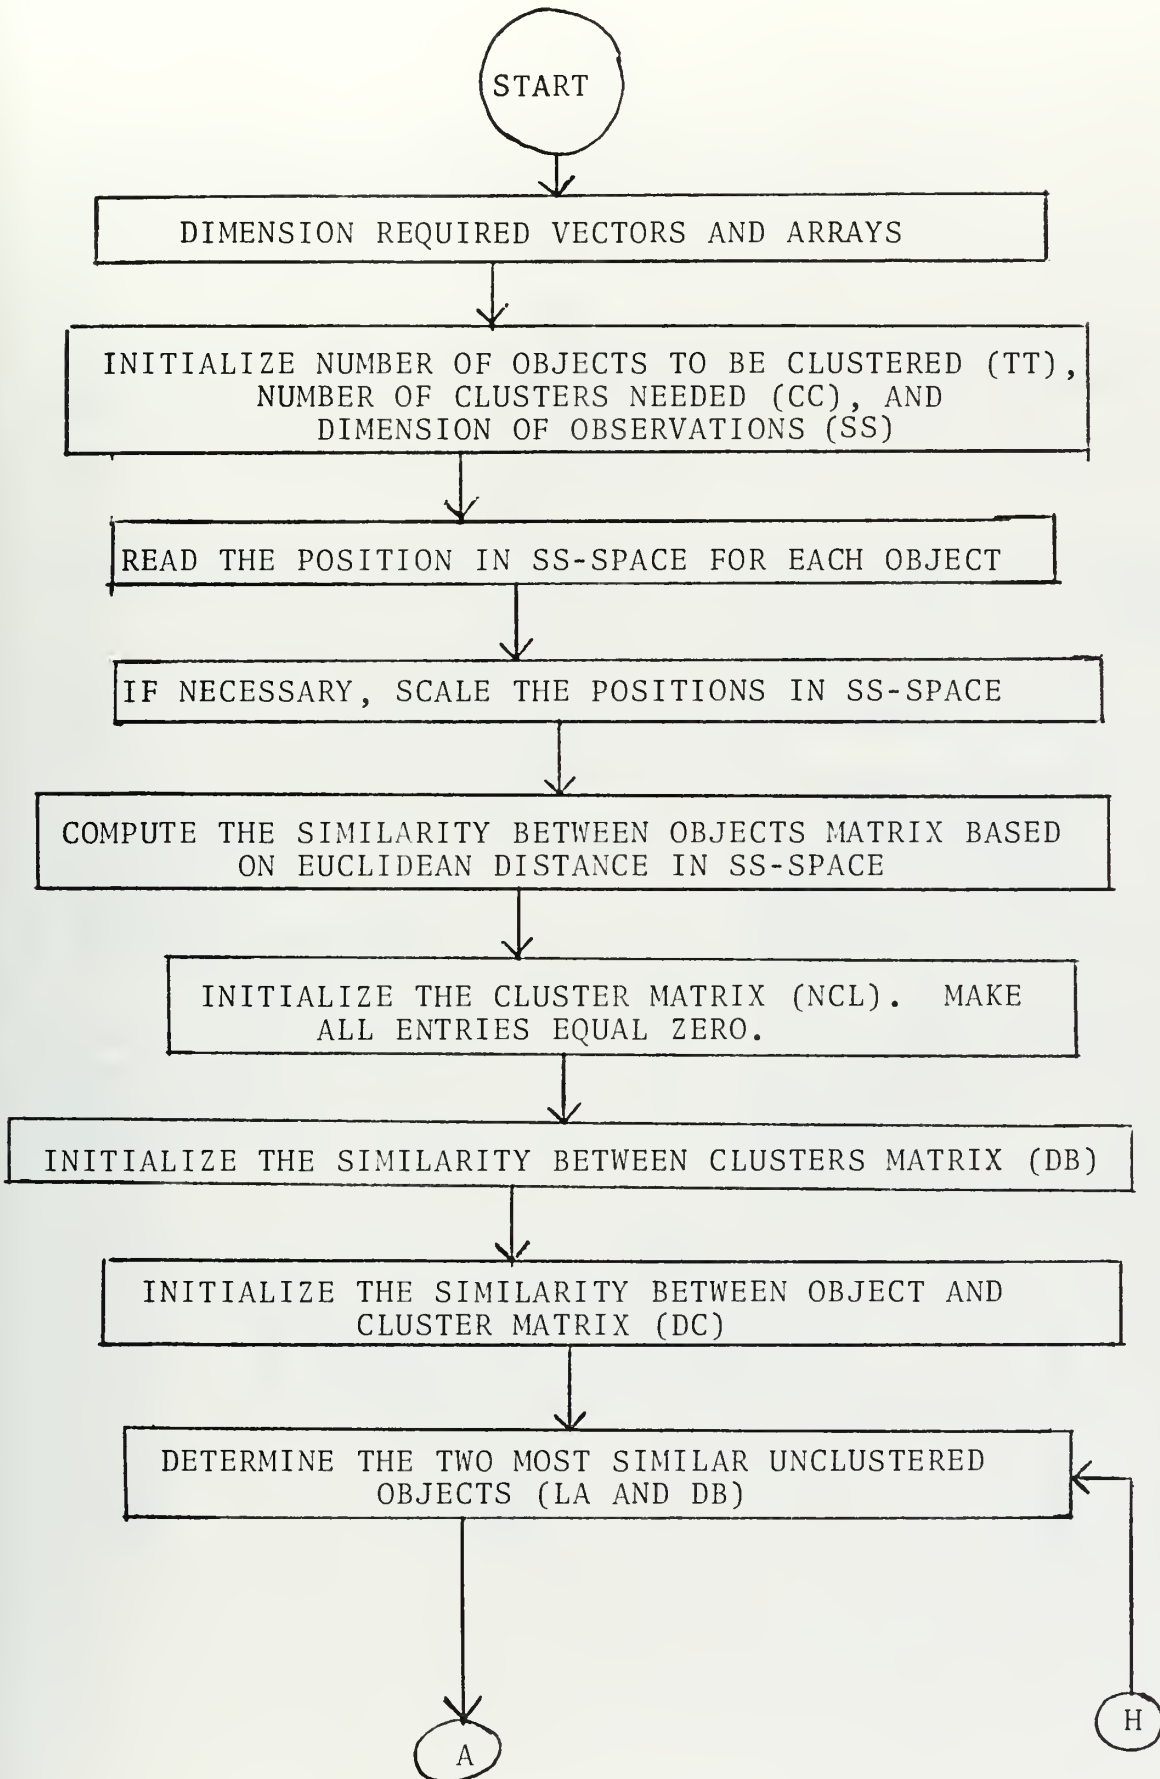 START
DIMENSION REQUIRED VECTORS AND ARRAYS
INITIALIZE NUMBER OF OBJECTS TO BE CLUSTERED (TT),
NUMBER OF CLUSTERS NEEDED (CC), AND
DIMENSION OF OBSERVATIONS (SS)
READ THE POSITION IN SS-SPACE FOR EACH OBJECT
IF NECESSARY, SCALE THE POSITIONS IN SS-SPACE
COMPUTE THE SIMILARITY BETWEEN OBJECTS MATRIX BASED
ON EUCLIDEAN DISTANCE IN SS-SPACE
INITIALIZE THE CLUSTER MATRIX (NCL). MAKE
ALL ENTRIES EQUAL ZERO.
INITIALIZE THE SIMILARITY BETWEEN CLUSTERS MATRIX (DB)
INITIALIZE THE SIMILARITY BETWEEN OBJECT AND
CLUSTER MATRIX (DC)
DETERMINE THE TWO MOST SIMILAR UNCLUSTERED
OBJECTS (LA AND DB)
H
A